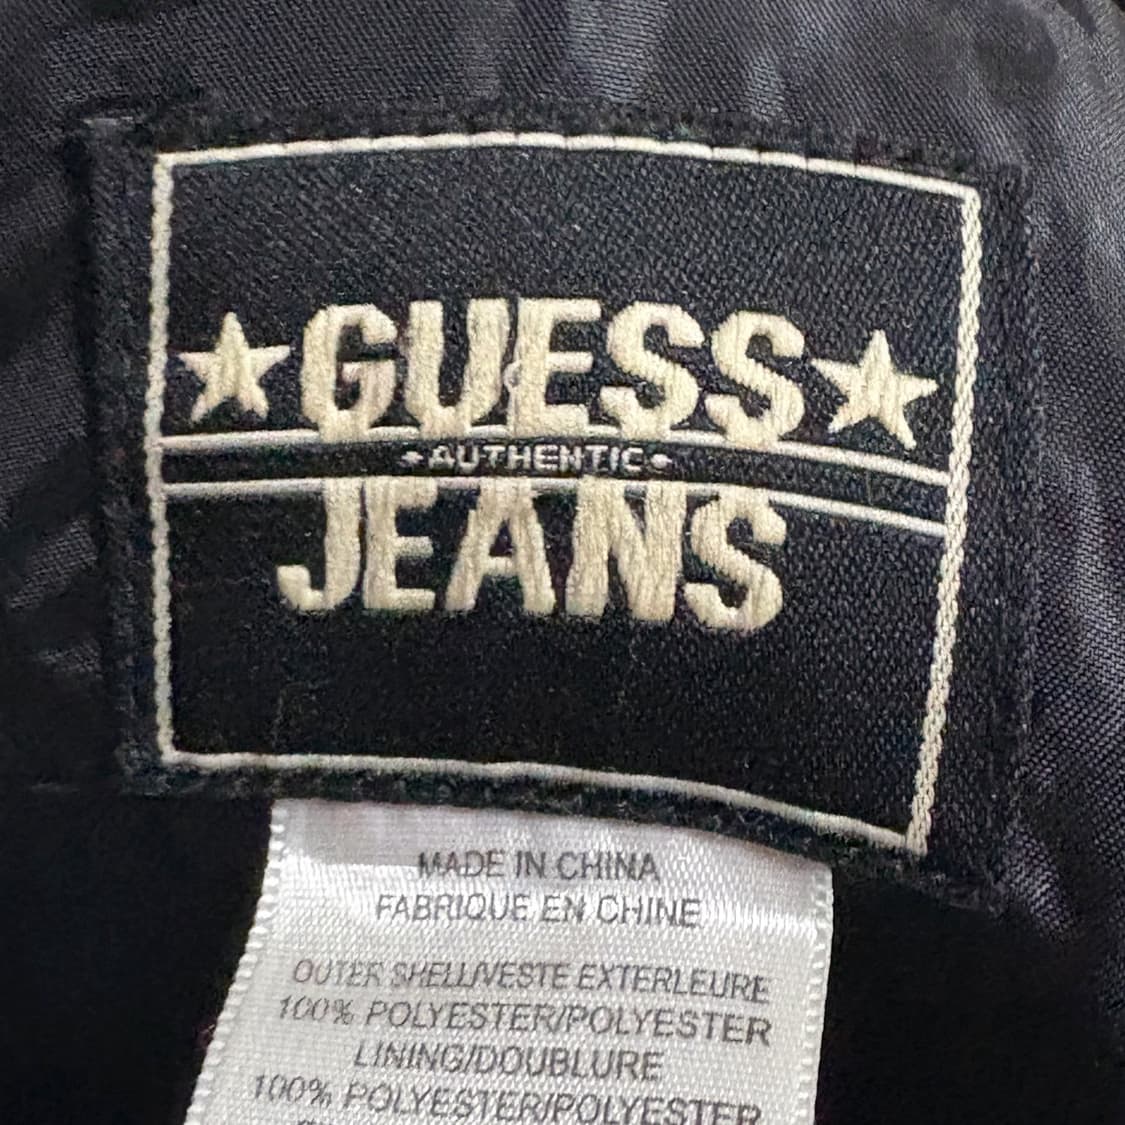 ★GUESS★
•AUTHENTIC•
JEANS
MADE IN CHINA
FABRIQUE EN CHINE
OUTER SHELL/VESTE EXTERLEURE
100% POLYESTER/POLYESTER
LINING/DOUBLURE
100% POLYESTER/POLYESTER